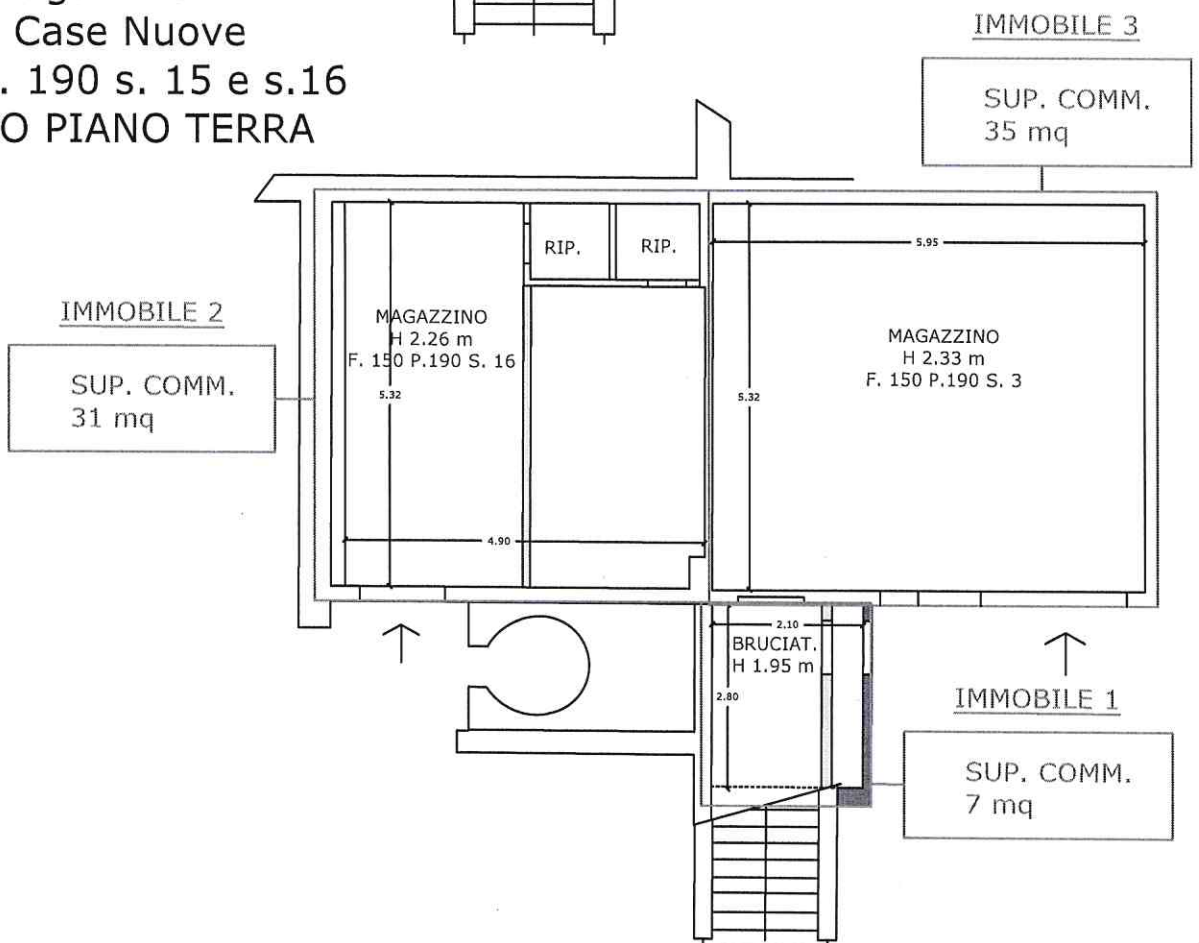 Case Nuove
. 190 s. 15 e s.16
O PIANO TERRA
IMMOBILE 3
SUP. COMM.
35 mq
RIP.
RIP.
5.95
IMMOBILE 2
SUP. COMM.
31 mq
MAGAZZINO
H 2.26 m
F. 150 P.190 S. 16
5.32
4.90
MAGAZZINO
H 2.33 m
F. 150 P.190 S. 3
5.32
2.10
BRUCIAT.
H 1.95 m
2.80
IMMOBILE 1
SUP. COMM.
7 mq